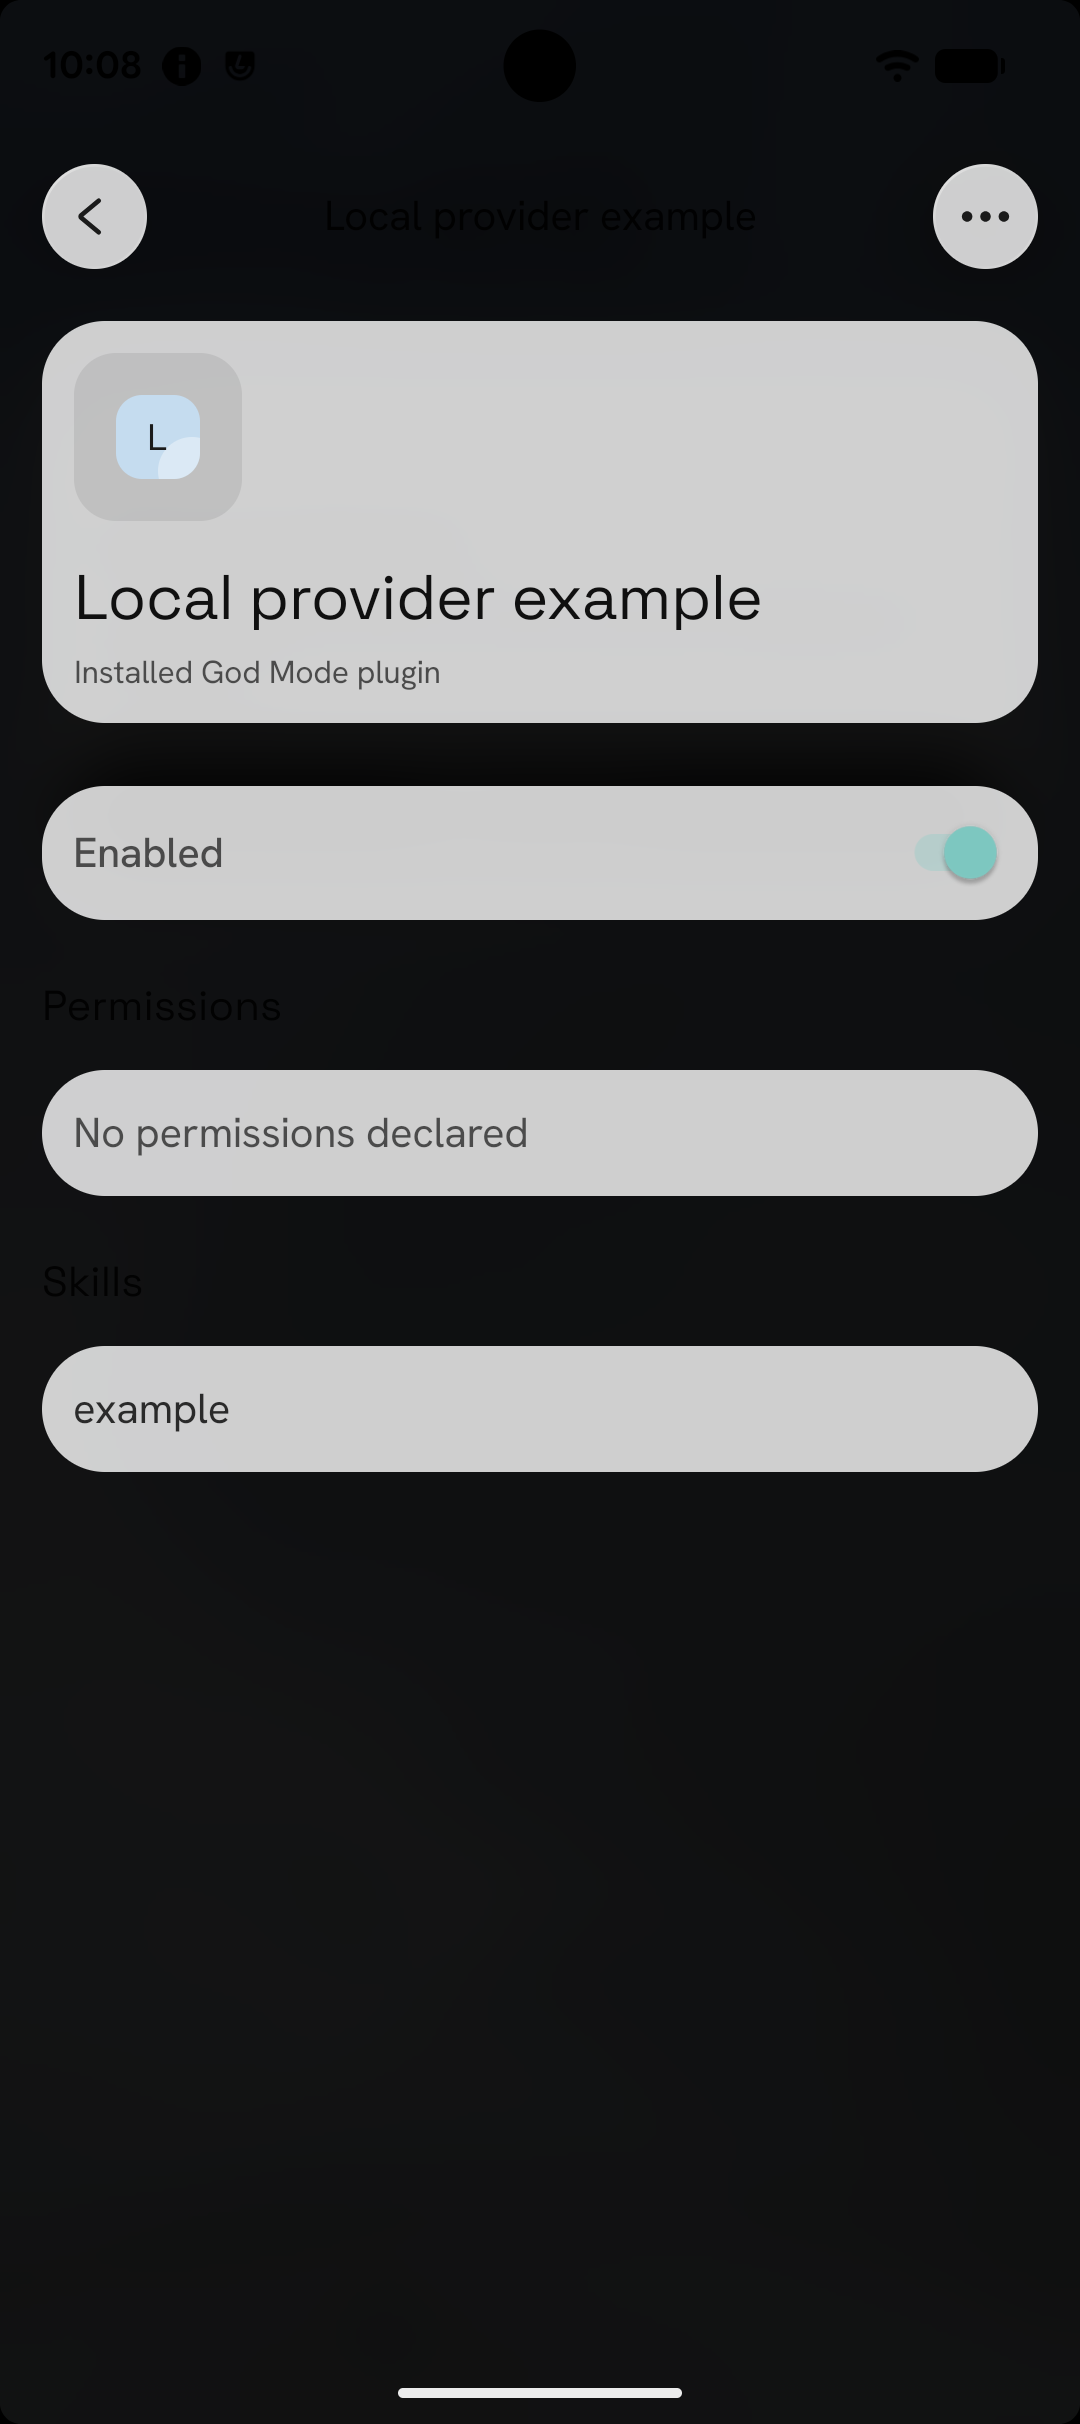 10:08
Local provider example
L
Local provider example
Installed God Mode plugin
Enabled
Permissions
No permissions declared
Skills
example